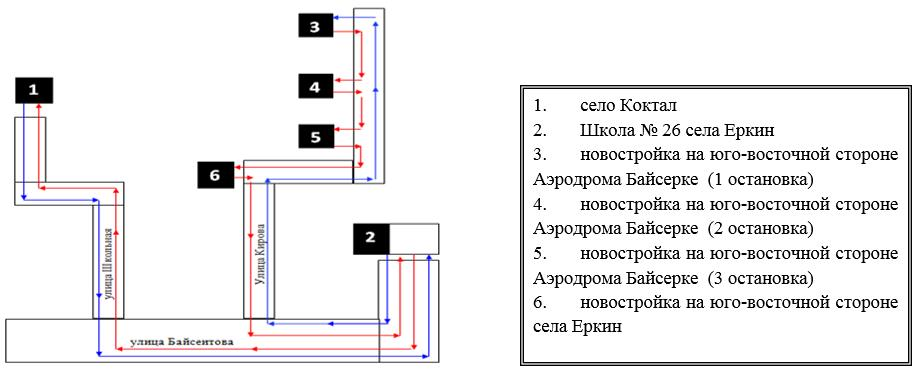 1
3
4
5
6
2
улица Школьная
Улица Кирова
улица Байсеитова
1. село Коктал
2. Школа № 26 села Еркин
3. новостройка на юго-восточной стороне
Аэродрома Байсерке (1 остановка)
4. новостройка на юго-восточной стороне
Аэродрома Байсерке (2 остановка)
5. новостройка на юго-восточной стороне
Аэродрома Байсерке (3 остановка)
6. новостройка на юго-восточной стороне
села Еркин